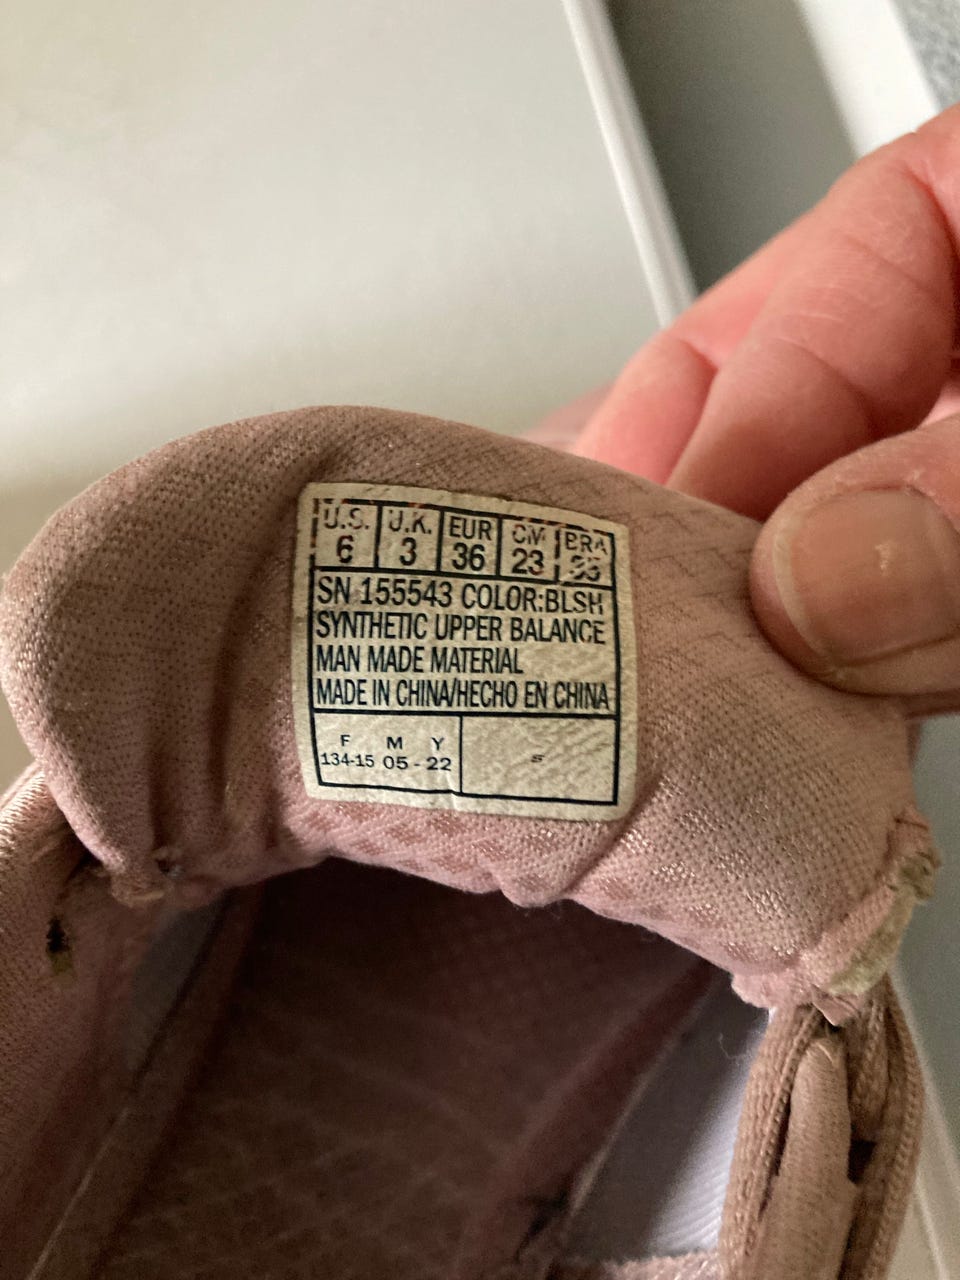 U.S. U.K. EUR CM BRA
6 3 36 23
SN 155543 COLOR:BLSH
SYNTHETIC UPPER BALANCE
MAN MADE MATERIAL
MADE IN CHINA/HECHO EN CHINA
F M Y
134-15 05 - 22
s